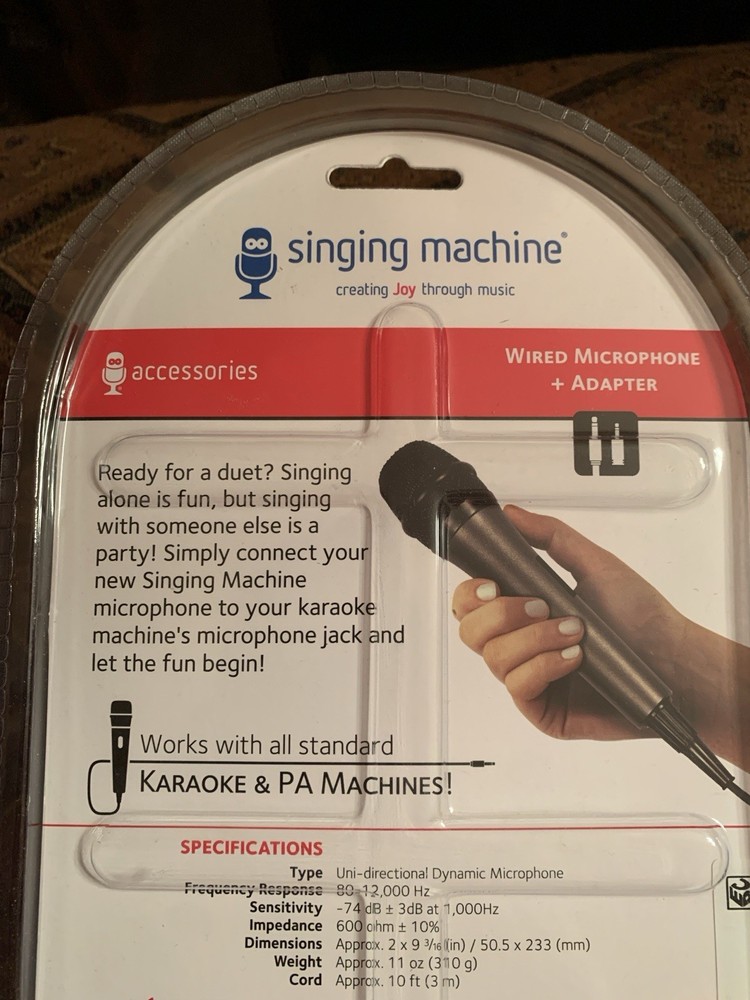 singing machine®
creating Joy through music
accessories
WIRED MICROPHONE
+ ADAPTER
Ready for a duet? Singing
alone is fun, but singing
with someone else is a
party! Simply connect your
new Singing Machine
microphone to your karaoke
machine's microphone jack and
let the fun begin!
Works with all standard
KARAOKE & PA MACHINES!
SPECIFICATIONS
Type Uni-directional Dynamic Microphone
Frequency Response 80-12,000 Hz
Sensitivity -74 dB ± 3dB at 1,000Hz
Impedance 600 ohm ± 10%
Dimensions Approx. 2 x 9 3/16 (in) / 50.5 x 233 (mm)
Weight Approx. 11 oz (310 g)
Cord Approx. 10 ft (3 m)